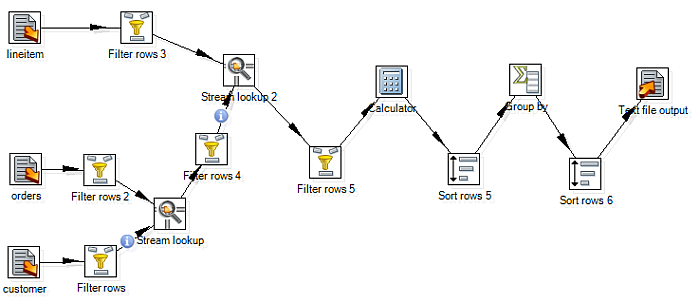 lineitem
Filter rows 3
Stream lookup 2
Calculator
Group by
Text file output
orders
Filter rows 2
Filter rows 4
Filter rows 5
Sort rows 5
Sort rows 6
Stream lookup
customer
Filter rows